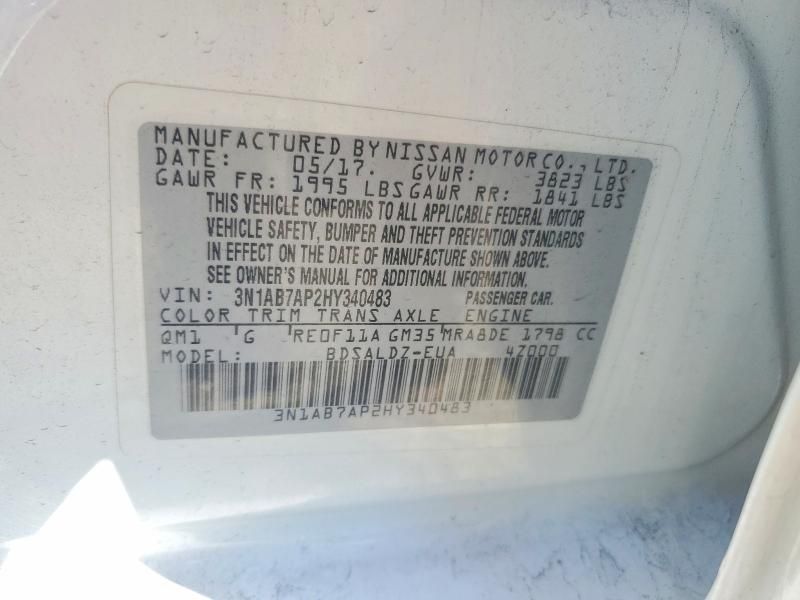 MANUFACTURED BY NISSAN MOTOR CO., LTD.
DATE: 05/17. GVWR: 3823 LBS
GAWR FR: 1995 LBS GAWR RR: 1841 LBS
THIS VEHICLE CONFORMS TO ALL APPLICABLE FEDERAL MOTOR
VEHICLE SAFETY, BUMPER AND THEFT PREVENTION STANDARDS
IN EFFECT ON THE DATE OF MANUFACTURE SHOWN ABOVE.
SEE OWNER'S MANUAL FOR ADDITIONAL INFORMATION.
VIN: 3N1AB7AP2HY340483 PASSENGER CAR.
COLOR TRIM TRANS AXLE ENGINE
QM1 G RE0F11A GM35 MRA8DE 1798 CC
MODEL: BDSALDZ-EUA 4Z000
3N1AB7AP2HY340483